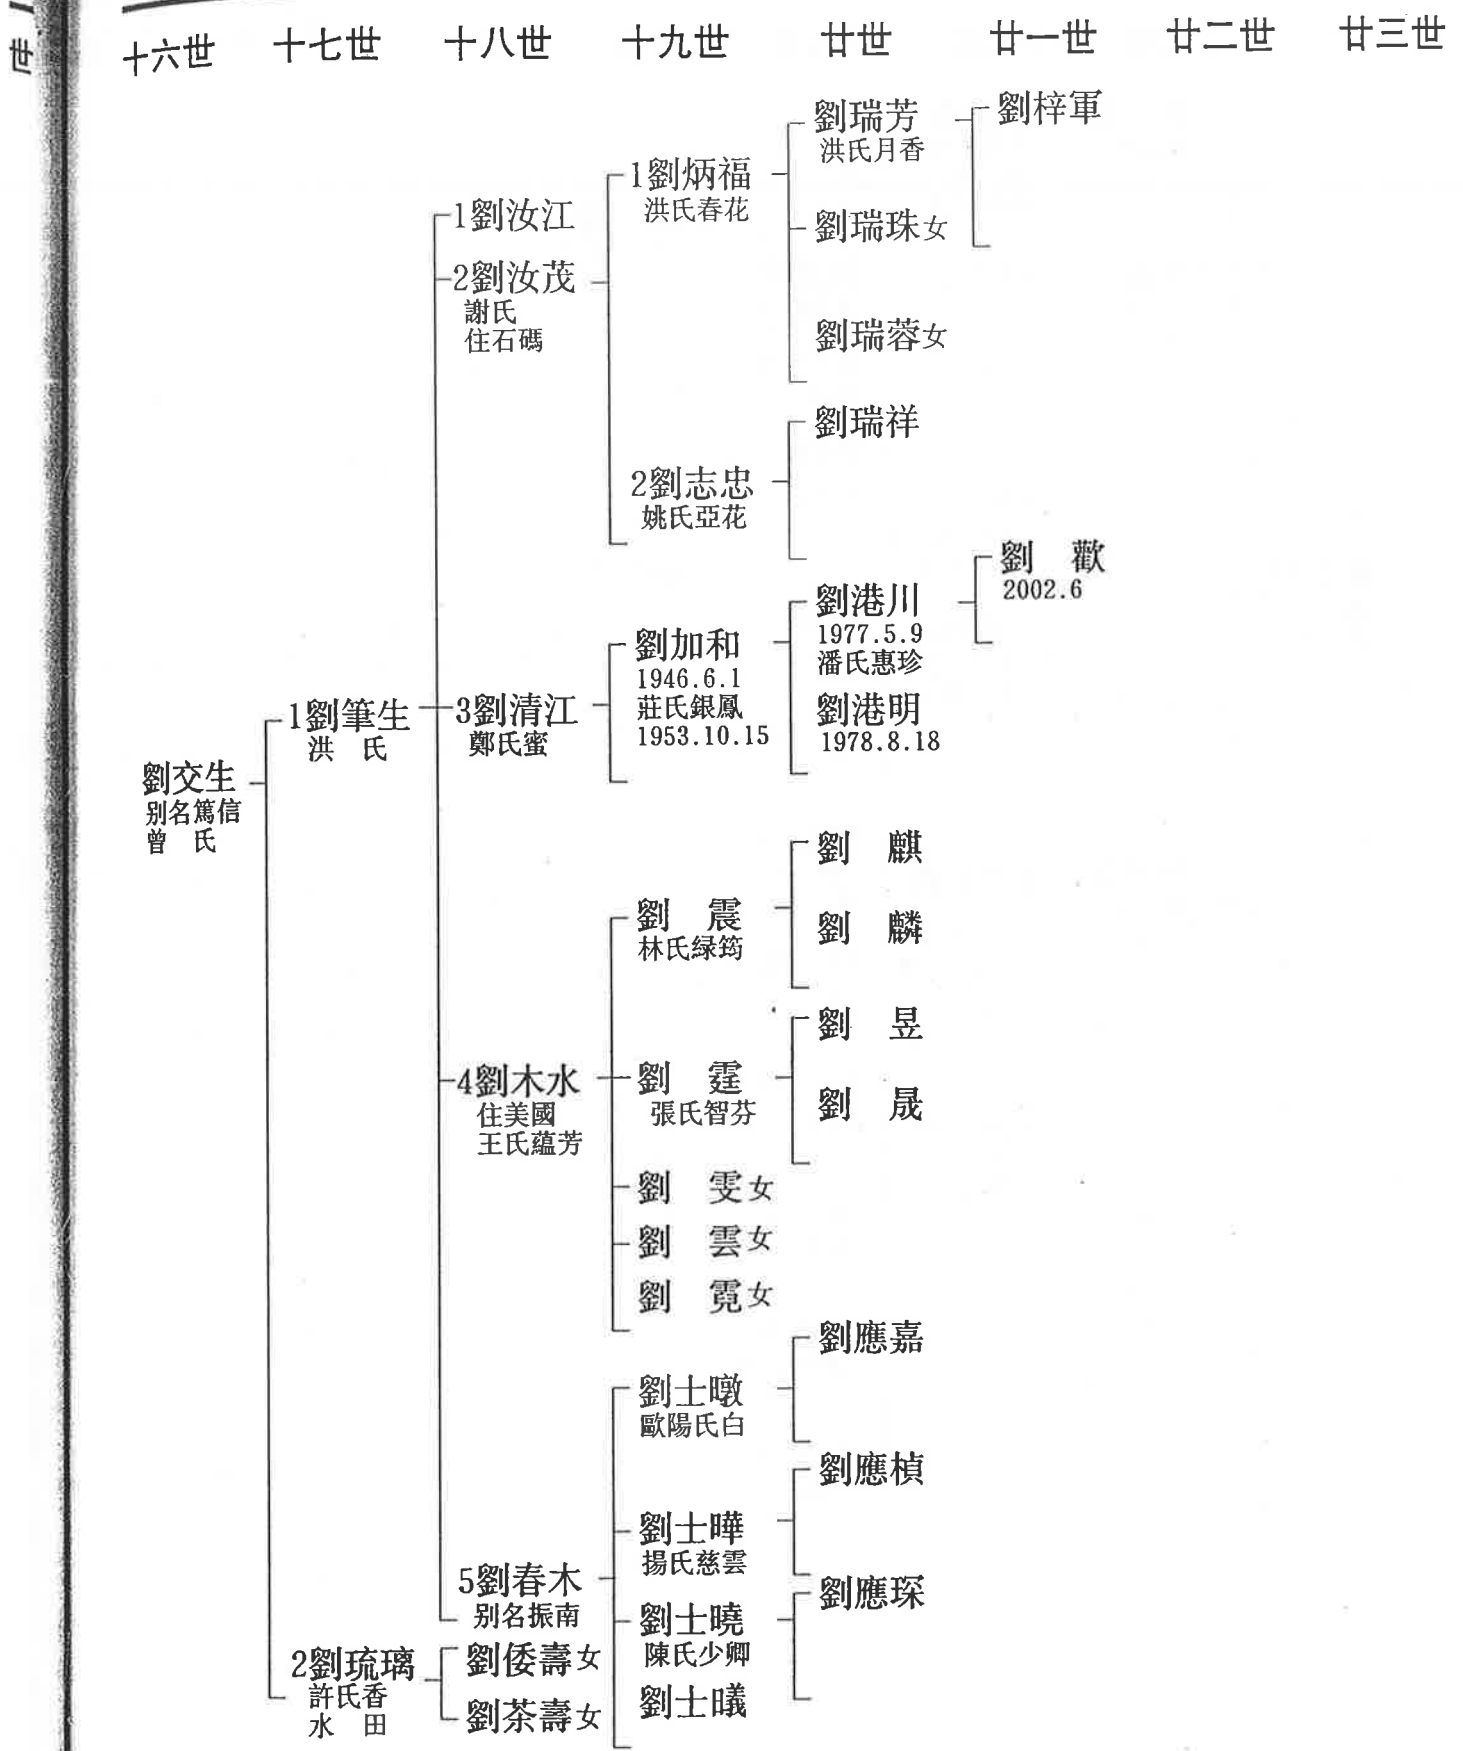 十六世 十七世 十八世 十九世 廿世 廿一世 廿二世 廿三世
劉交生
别名篤信
曾 氏
1劉筆生
洪 氏
2劉琉璃
許氏香
水 田
1劉汝江
2劉汝茂
謝氏
住石碼
3劉清江
鄭氏蜜
4劉木水
住美國
王氏蘊芳
5劉春木
别名振南
劉倭壽女
劉茶壽女
1劉炳福
洪氏春花
2劉志忠
姚氏亞花
劉加和
1946.6.1
莊氏銀鳳
1953.10.15
劉 震
林氏緑筠
劉 霆
張氏智芬
劉 雯女
劉 雲女
劉 霓女
劉士暾
歐陽氏白
劉士曄
揚氏慈雲
劉士曉
陳氏少卿
劉士曦
劉瑞芳
洪氏月香
劉瑞珠女
劉瑞蓉女
劉瑞祥
劉港川
1977.5.9
潘氏惠珍
劉港明
1978.8.18
劉 麒
劉 麟
劉 昱
劉 晟
劉應嘉
劉應楨
劉應琛
劉梓軍
劉 歡
2002.6